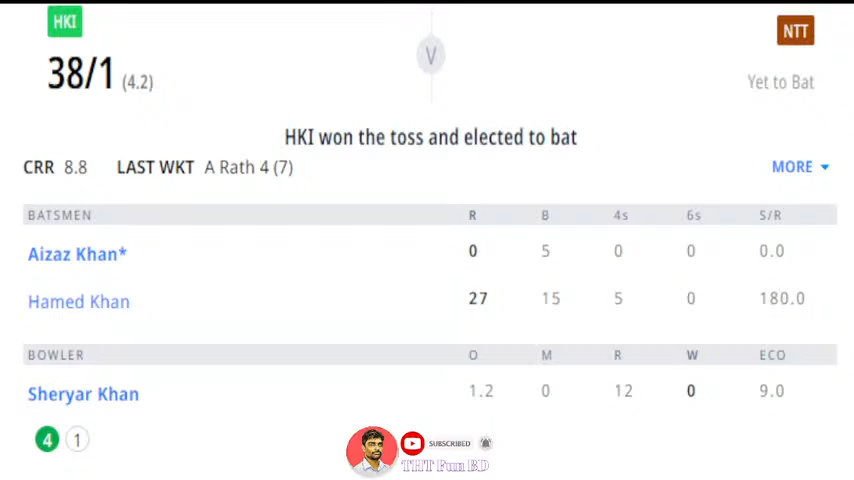 HKI
NTT
V
38/1 (4.2)
Yet to Bat
HKI won the toss and elected to bat
CRR 8.8 LAST WKT A Rath 4 (7)
MORE
BATSMEN R B 4s 6s S/R
Aizaz Khan* 0 5 0 0 0.0
Hamed Khan 27 15 5 0 180.0
BOWLER O M R W ECO
Sheryar Khan 1.2 0 12 0 9.0
4 1
SUBSCRIBED
THT Fun BD